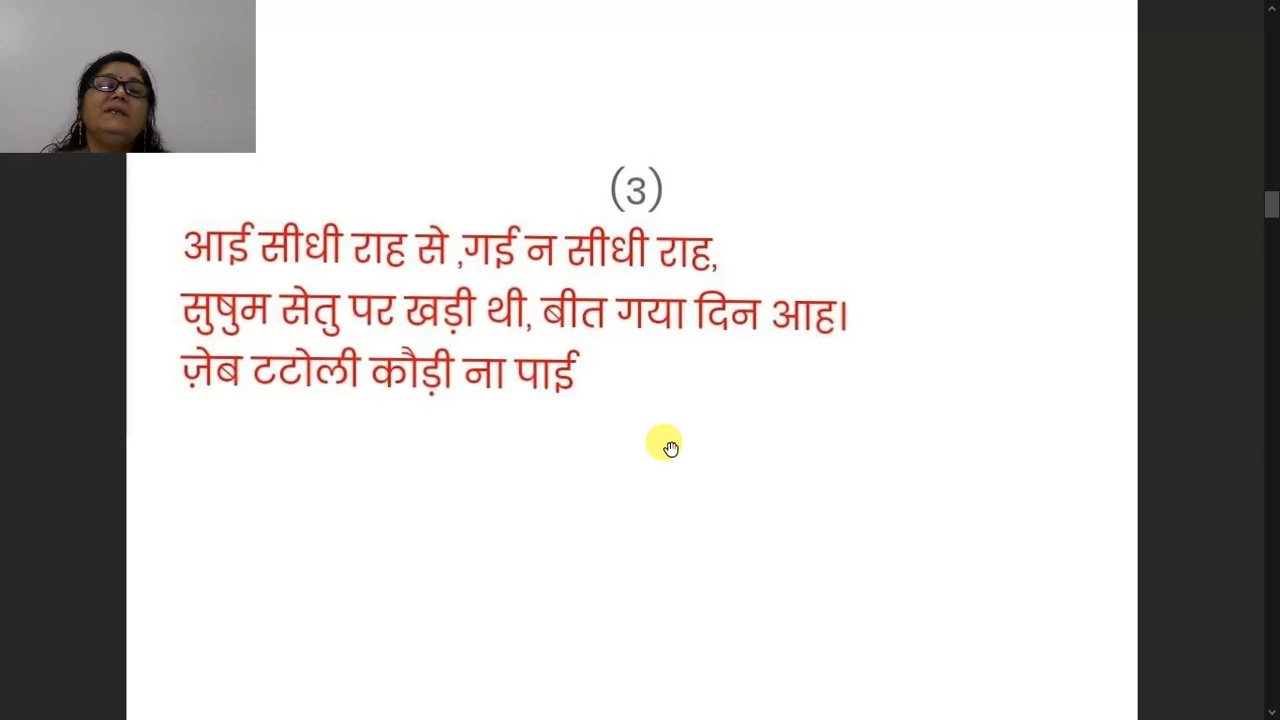 (3)
आई सीधी राह से ,गई न सीधी राह,
सुषुम सेतु पर खड़ी थी, बीत गया दिन आह।
ज़ेब टटोली कौड़ी ना पाई